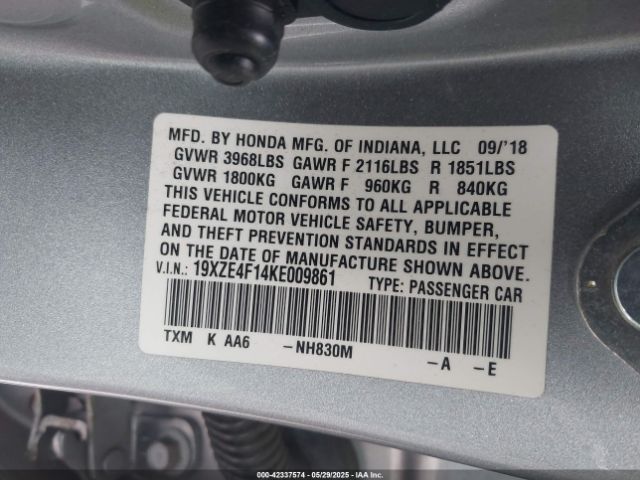 MFD. BY HONDA MFG. OF INDIANA, LLC 09/'18
GVWR 3968LBS GAWR F 2116LBS R 1851LBS
GVWR 1800KG GAWR F 960KG R 840KG
THIS VEHICLE CONFORMS TO ALL APPLICABLE
FEDERAL MOTOR VEHICLE SAFETY, BUMPER,
AND THEFT PREVENTION STANDARDS IN EFFECT
ON THE DATE OF MANUFACTURE SHOWN ABOVE.
V.I.N.: 19XZE4F14KE009861 TYPE: PASSENGER CAR
TXM K AA6 -NH830M -A -E
000-42337574 - 05/29/2025 - IAA Inc.